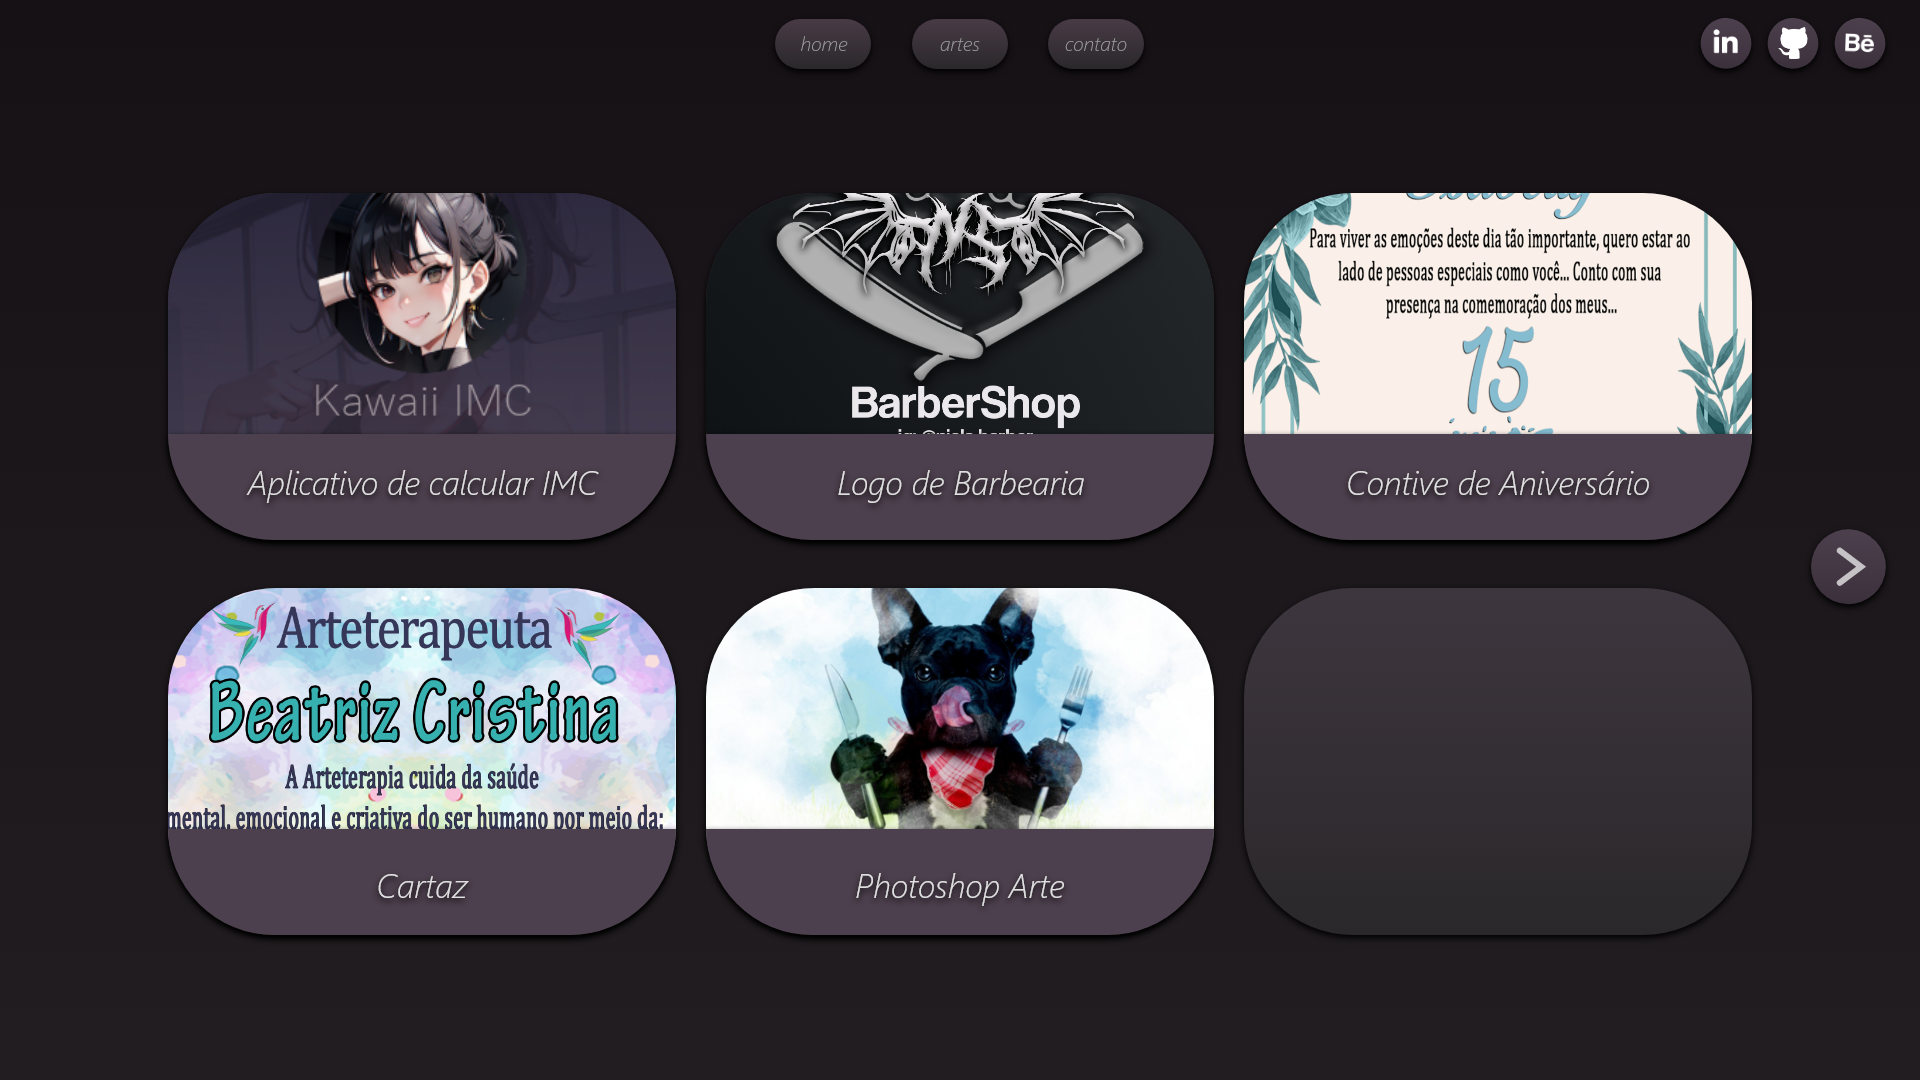 home
artes
contato
in
Bē
Kawaii IMC
Aplicativo de calcular IMC
BarberShop
Logo de Barbearia
Para viver as emoções deste dia tão importante, quero estar ao
lado de pessoas especiais como você... Conto com sua
presença na comemoração dos meus...
15
Contive de Aniversário
Arteterapeuta
Beatriz Cristina
A Arteterapia cuida da saúde
mental, emocional e criativa do ser humano por meio da:
Cartaz
Photoshop Arte